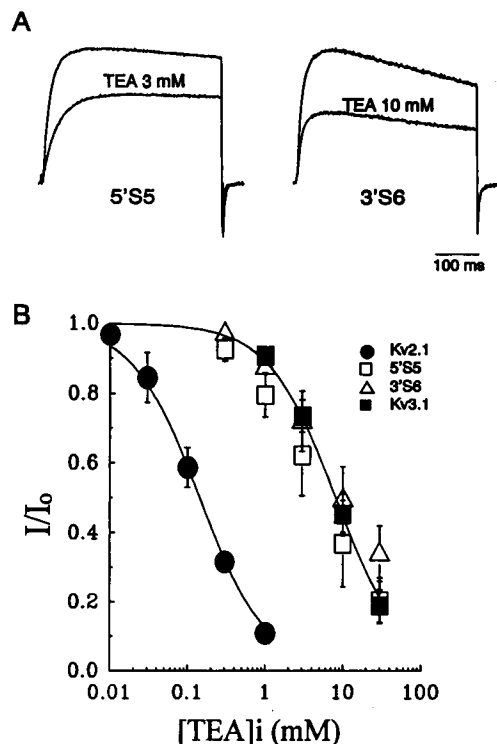 A
TEA 3 mM
TEA 10 mM
5'S5
3'S6
100 ms
B
1.0
0.8
0.6
0.4
0.2
0.0
I/I₀
Kv2.1
5'S5
3'S6
Kv3.1
0.01
0.1
1
10
100
[TEA]i (mM)